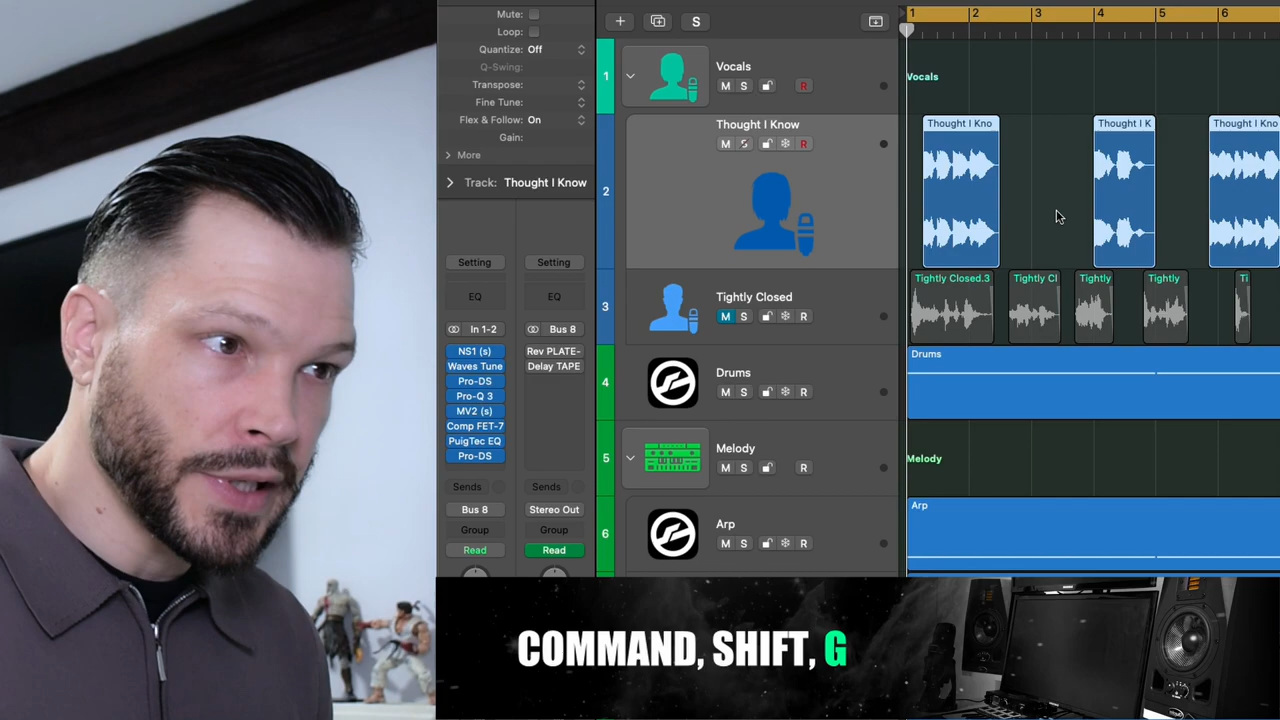 Mute:
Loop:
Quantize: Off
Q-Swing:
Transpose:
Fine Tune:
Flex & Follow: On
Gain:
More
Track: Thought I Know
Setting
Setting
EQ
EQ
In 1-2
Bus 8
NS1 (s)
Waves Tune
Pro-DS
Pro-Q 3
MV2 (s)
Comp FET-7
PuigTec EQ
Pro-DS
Rev PLATE-
Delay TAPE
Sends
Sends
Bus 8
Stereo Out
Group
Group
Read
Read
S
1
Vocals
M S R
2
Thought I Know
M S R
3
Tightly Closed
M S R
4
Drums
M S R
5
Melody
M S R
6
Arp
M S R
1 2 3 4 5 6
Vocals
Thought I Kno
Thought I K
Thought I Kno
Tightly Closed.3
Tightly Cl
Tightly
Tightly
Ti
Drums
Melody
Arp
COMMAND, SHIFT, G